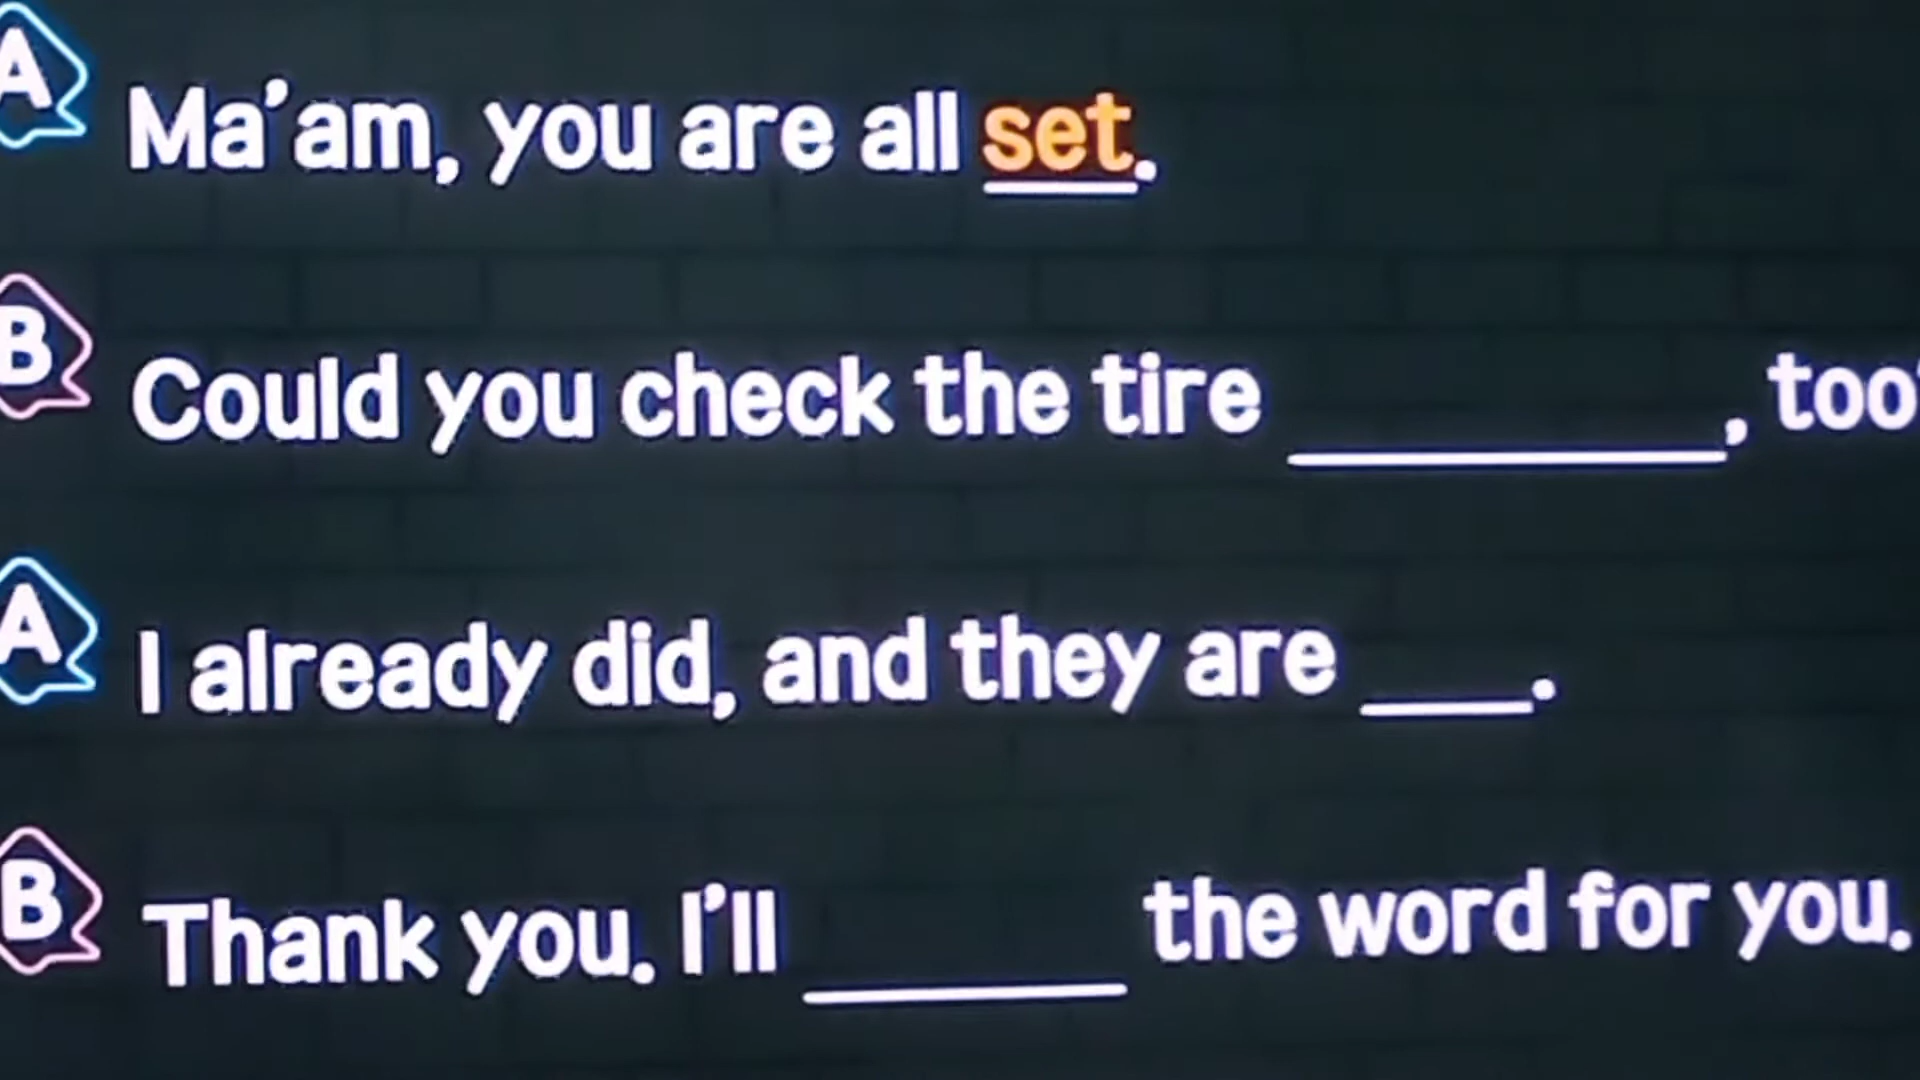 A Ma'am, you are all set.
B Could you check the tire ________, too
A I already did, and they are ___.
B Thank you. I'll ______ the word for you.